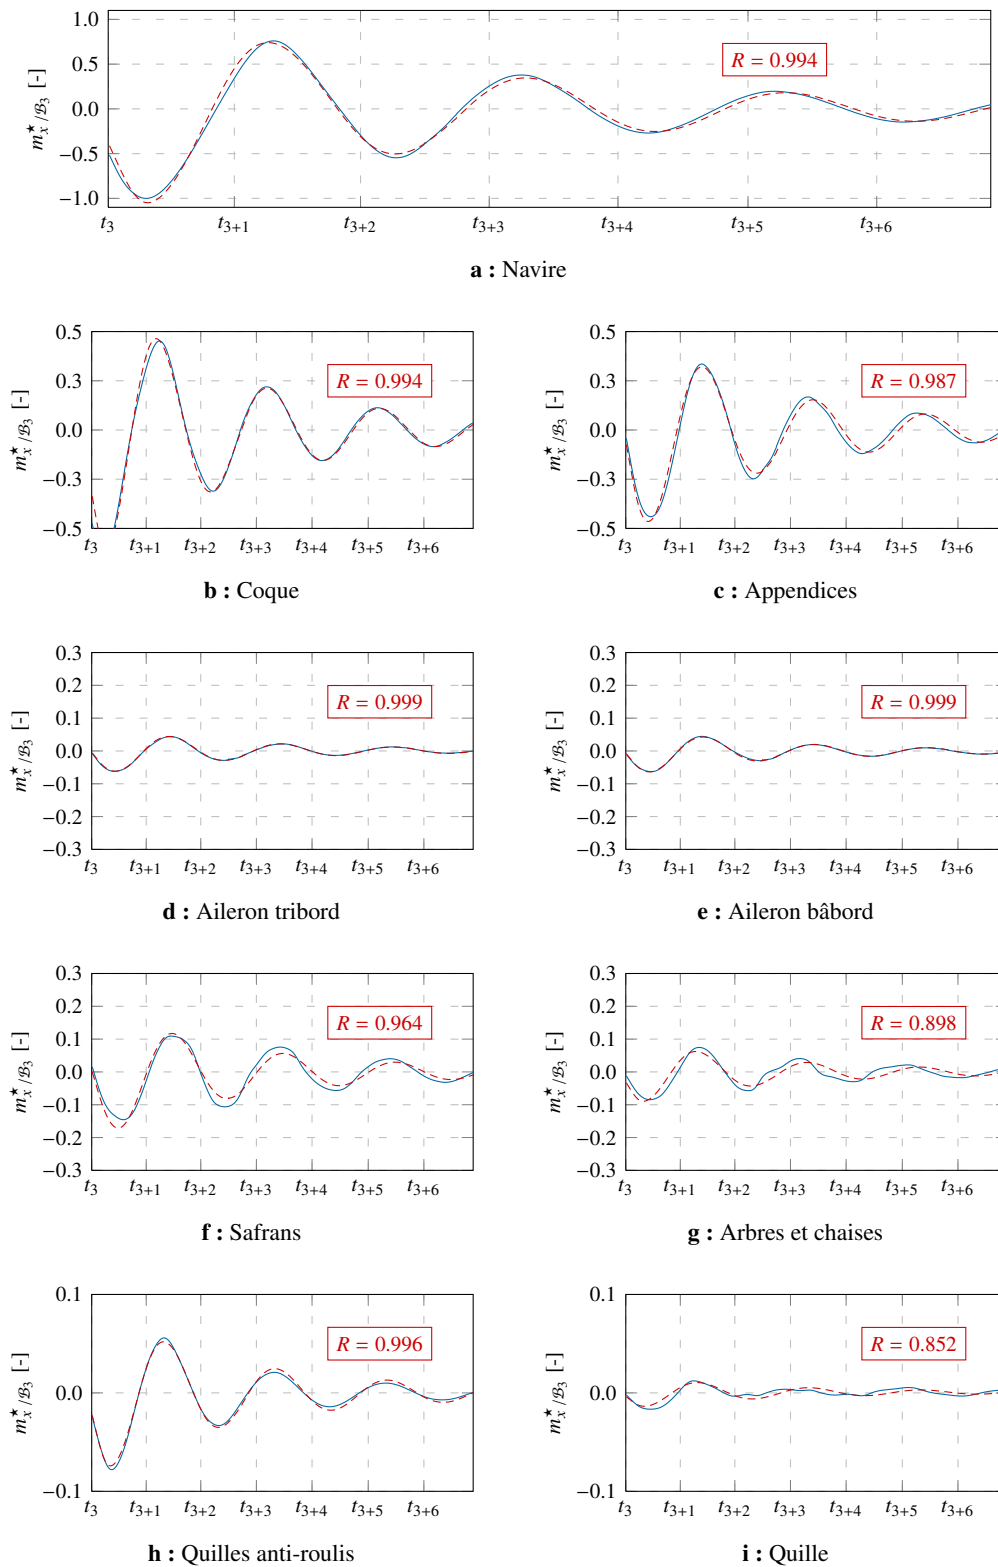 1.0
0.5
0.0
−0.5
−1.0
m★x /ℬ3 [-]
R = 0.994
t3 t3+1 t3+2 t3+3 t3+4 t3+5 t3+6
a : Navire
0.5 0.5
0.3 0.3
0.0 0.0
−0.3 −0.3
−0.5 −0.5
m★x /ℬ3 [-] m★x /ℬ3 [-]
R = 0.994 R = 0.987
t3 t3+1 t3+2 t3+3 t3+4 t3+5 t3+6 t3 t3+1 t3+2 t3+3 t3+4 t3+5 t3+6
b : Coque c : Appendices
0.3 0.3
0.2 0.2
0.1 0.1
0.0 0.0
−0.1 −0.1
−0.2 −0.2
−0.3 −0.3
m★x /ℬ3 [-] m★x /ℬ3 [-]
R = 0.999 R = 0.999
t3 t3+1 t3+2 t3+3 t3+4 t3+5 t3+6 t3 t3+1 t3+2 t3+3 t3+4 t3+5 t3+6
d : Aileron tribord e : Aileron bâbord
0.3 0.3
0.2 0.2
0.1 0.1
0.0 0.0
−0.1 −0.1
−0.2 −0.2
−0.3 −0.3
m★x /ℬ3 [-] m★x /ℬ3 [-]
R = 0.964 R = 0.898
t3 t3+1 t3+2 t3+3 t3+4 t3+5 t3+6 t3 t3+1 t3+2 t3+3 t3+4 t3+5 t3+6
f : Safrans g : Arbres et chaises
0.1 0.1
0.0 0.0
−0.1 −0.1
m★x /ℬ3 [-] m★x /ℬ3 [-]
R = 0.996 R = 0.852
t3 t3+1 t3+2 t3+3 t3+4 t3+5 t3+6 t3 t3+1 t3+2 t3+3 t3+4 t3+5 t3+6
h : Quilles anti-roulis i : Quille